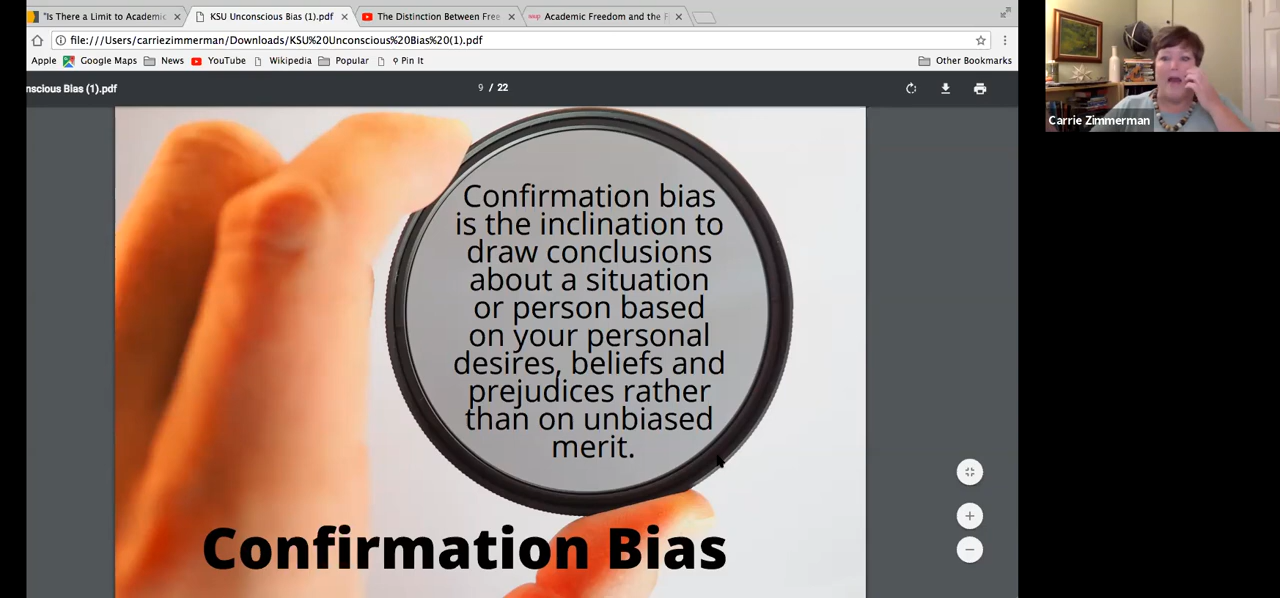 "Is There a Limit to Academic
KSU Unconscious Bias (1).pdf
The Distinction Between Free
aaup
Academic Freedom and the F
file:///Users/carriezimmerman/Downloads/KSU%20Unconscious%20Bias%20(1).pdf
Apple
Google Maps
News
YouTube
Wikipedia
Popular
Pin It
Other Bookmarks
nscious Bias (1).pdf
9 / 22
Carrie Zimmerman
Confirmation bias
is the inclination to
draw conclusions
about a situation
or person based
on your personal
desires, beliefs and
prejudices rather
than on unbiased
merit.
Confirmation Bias